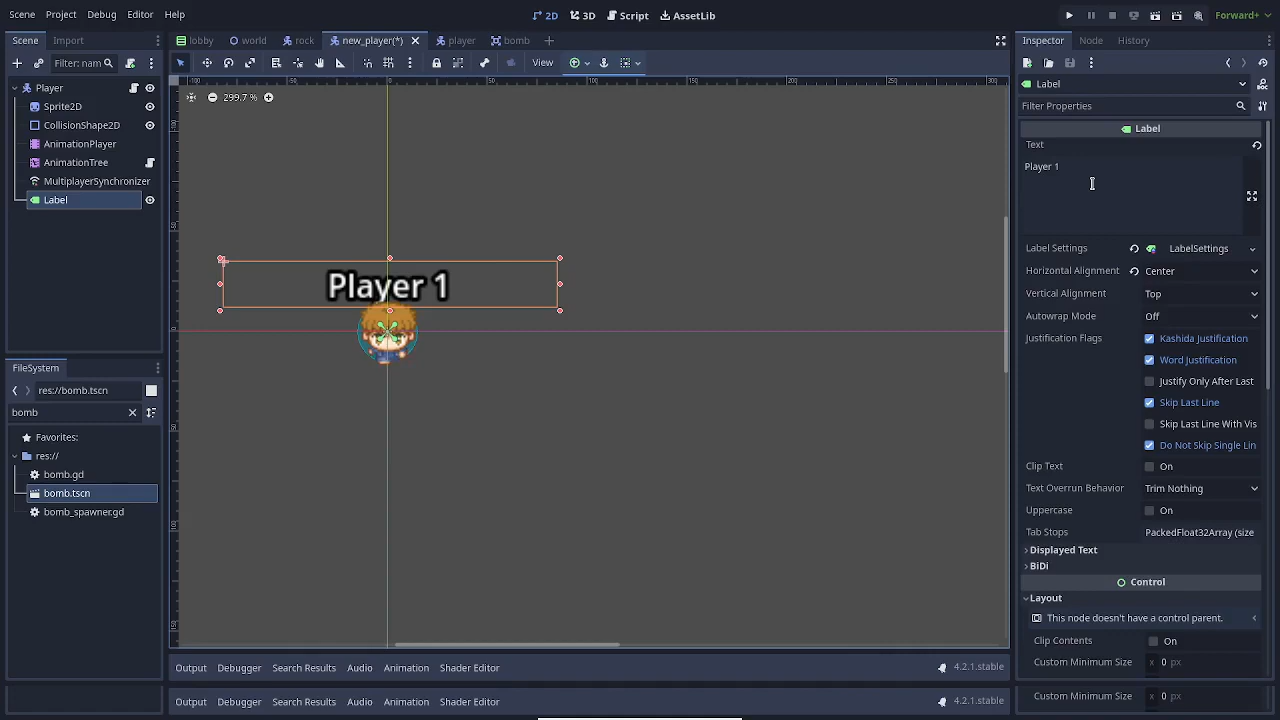 Scene Project Debug Editor Help
2D 3D Script AssetLib
Forward+
Scene Import
lobby world rock new_player(*) player bomb
Inspector Node History
Filter: nam
View
Label
Player
299.7 %
Filter Properties
Sprite2D
CollisionShape2D
AnimationPlayer
AnimationTree
MultiplayerSynchronizer
Label
Label
Text
Player 1
Player 1
Label Settings LabelSettings
Horizontal Alignment Center
Vertical Alignment Top
Autowrap Mode Off
Justification Flags Kashida Justification
Word Justification
Justify Only After Last
Skip Last Line
Skip Last Line With Vis
Do Not Skip Single Lin
Clip Text On
Text Overrun Behavior Trim Nothing
Uppercase On
Tab Stops PackedFloat32Array (size
Displayed Text
BiDi
Control
Layout
This node doesn't have a control parent.
Clip Contents On
Custom Minimum Size x 0 px
Custom Minimum Size x 0 px
FileSystem
res://bomb.tscn
bomb
Favorites:
res://
bomb.gd
bomb.tscn
bomb_spawner.gd
Output Debugger Search Results Audio Animation Shader Editor 4.2.1.stable
Output Debugger Search Results Audio Animation Shader Editor 4.2.1.stable